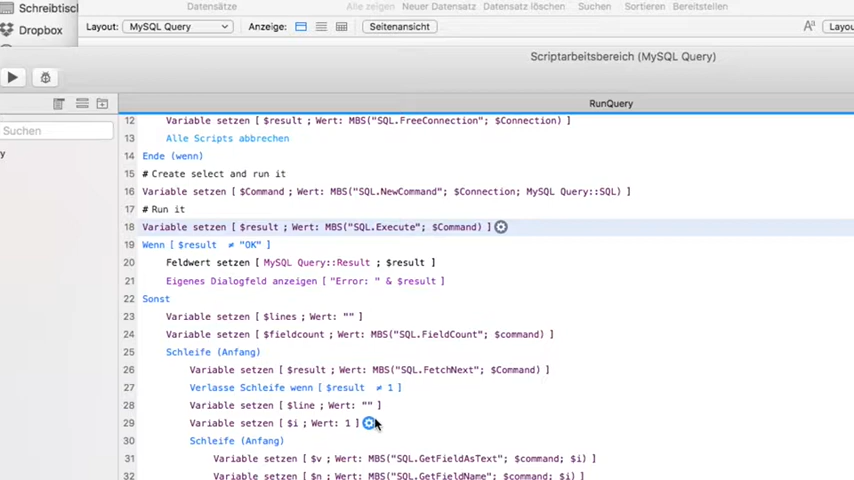 Schreibtisc
Datensätze
Alle zeigen Neuer Datensatz Datensatz löschen Suchen Sortieren Bereitstellen
Dropbox
Layout: MySQL Query Anzeige: Seitenansicht Layou
Scriptarbeitsbereich (MySQL Query)
RunQuery
Suchen
y
12 Variable setzen [ $result ; Wert: MBS("SQL.FreeConnection"; $Connection) ]
13 Alle Scripts abbrechen
14 Ende (wenn)
15 # Create select and run it
16 Variable setzen [ $Command ; Wert: MBS("SQL.NewCommand"; $Connection; MySQL Query::SQL) ]
17 # Run it
18 Variable setzen [ $result ; Wert: MBS("SQL.Execute"; $Command) ]
19 Wenn [ $result ≠ "OK" ]
20 Feldwert setzen [ MySQL Query::Result ; $result ]
21 Eigenes Dialogfeld anzeigen [ "Error: " & $result ]
22 Sonst
23 Variable setzen [ $lines ; Wert: "" ]
24 Variable setzen [ $fieldcount ; Wert: MBS("SQL.FieldCount"; $command) ]
25 Schleife (Anfang)
26 Variable setzen [ $result ; Wert: MBS("SQL.FetchNext"; $Command) ]
27 Verlasse Schleife wenn [ $result ≠ 1 ]
28 Variable setzen [ $line ; Wert: "" ]
29 Variable setzen [ $i ; Wert: 1 ]
30 Schleife (Anfang)
31 Variable setzen [ $v ; Wert: MBS("SQL.GetFieldAsText"; $command; $i) ]
32 Variable setzen [ $n ; Wert: MBS("SQL.GetFieldName"; $command; $i) ]